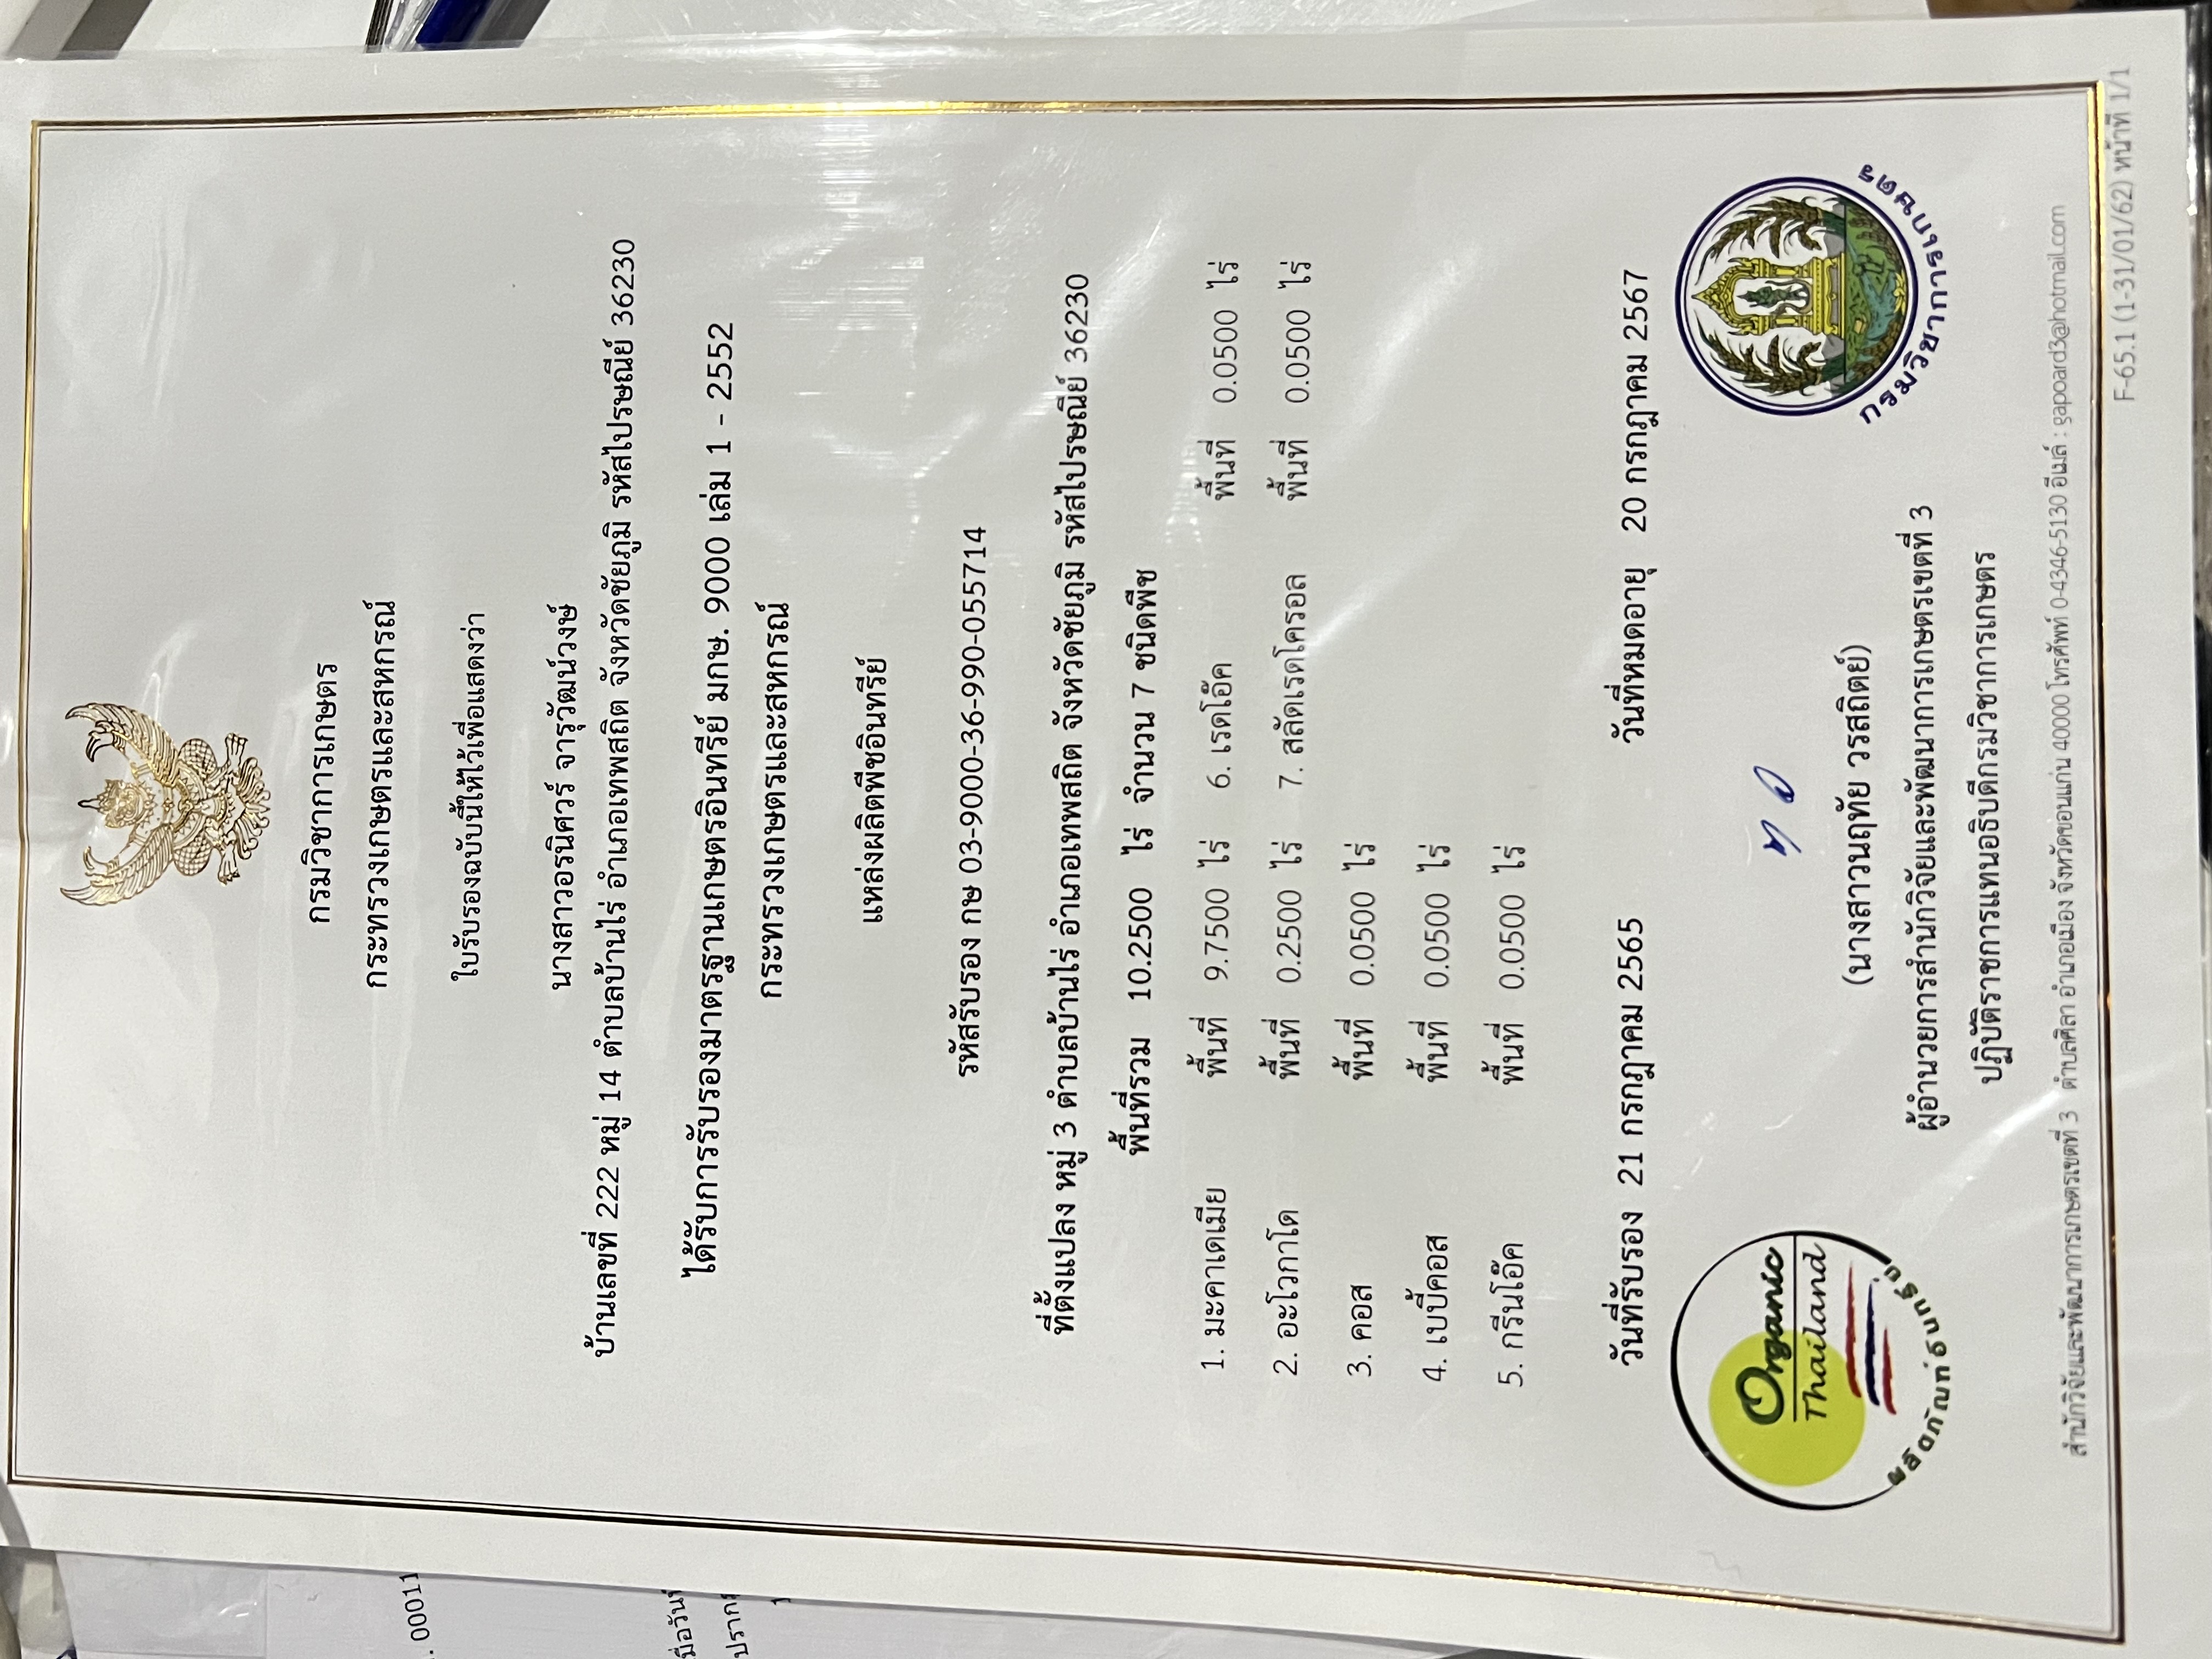 กรมวิชาการเกษตร
กระทรวงเกษตรและสหกรณ์
ใบรับรองฉบับนี้ให้ไว้เพื่อแสดงว่า
นางสาวอรนิศวร์ จารุวัฒน์วงษ์
บ้านเลขที่ 222 หมู่ 14 ตำบลบ้านไร่ อำเภอเทพสถิต จังหวัดชัยภูมิ รหัสไปรษณีย์ 36230
ได้รับการรับรองมาตรฐานเกษตรอินทรีย์ มกษ. 9000 เล่ม 1 - 2552
กระทรวงเกษตรและสหกรณ์
แหล่งผลิตพืชอินทรีย์
รหัสรับรอง กษ 03-9000-36-990-055714
ที่ตั้งแปลง หมู่ 3 ตำบลบ้านไร่ อำเภอเทพสถิต จังหวัดชัยภูมิ รหัสไปรษณีย์ 36230
พื้นที่รวม 10.2500 ไร่ จำนวน 7 ชนิดพืช
1. มะคาเดเมีย พื้นที่ 9.7500 ไร่ 6. เรดโอ๊ค พื้นที่ 0.0500 ไร่
2. อะโวกาโด พื้นที่ 0.2500 ไร่ 7. สลัดเรดโครอล พื้นที่ 0.0500 ไร่
3. คอส พื้นที่ 0.0500 ไร่
4. เบบี้คอส พื้นที่ 0.0500 ไร่
5. กรีนโอ๊ค พื้นที่ 0.0500 ไร่
วันที่รับรอง 21 กรกฎาคม 2565 วันที่หมดอายุ 20 กรกฎาคม 2567
Organic
Thailand
ผลิตภัณฑ์อินทรีย์
กรมวิชาการเกษตร
(นางสาวนฤทัย วรสถิตย์)
ผู้อำนวยการสำนักวิจัยและพัฒนาการเกษตรเขตที่ 3
ปฏิบัติราชการแทนอธิบดีกรมวิชาการเกษตร
สำนักวิจัยและพัฒนาการเกษตรเขตที่ 3 ตำบลศิลา อำเภอเมือง จังหวัดขอนแก่น 40000 โทรศัพท์ 0-4346-5130 อีเมล์ : gapoard3@hotmail.com
F-65.1 (1-31/01/62) หน้าที่ 1/1
. 00011